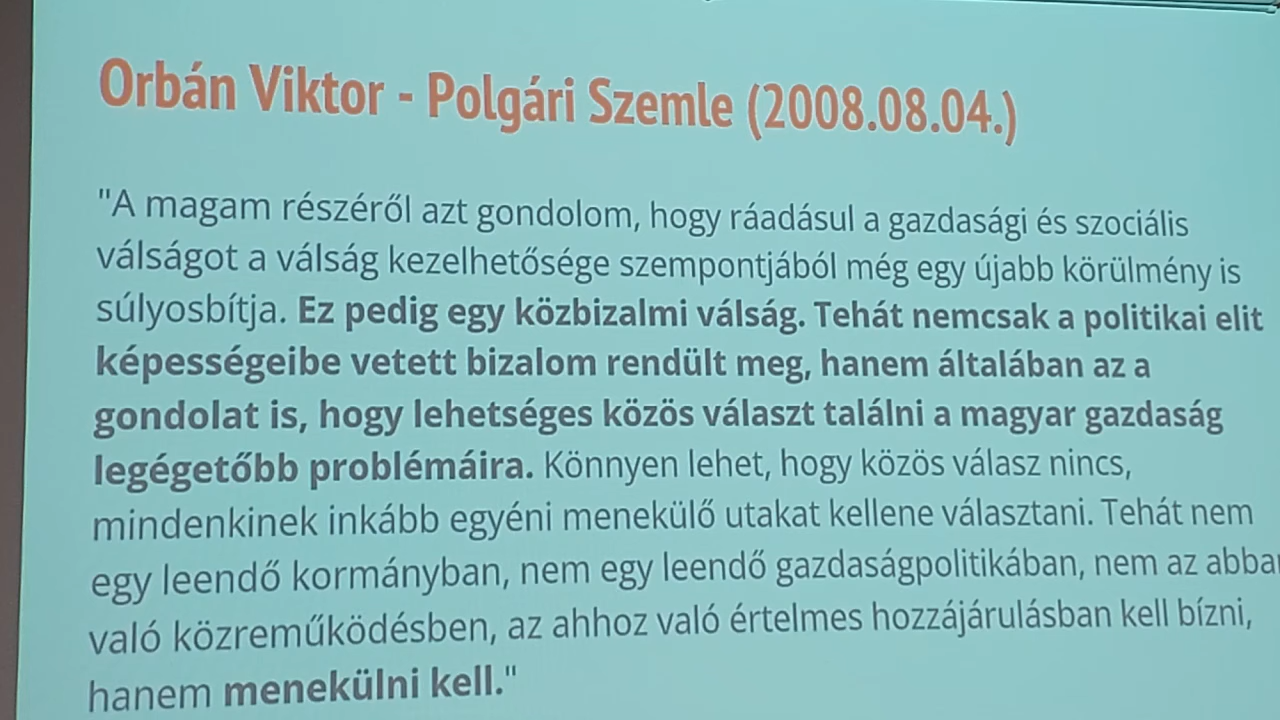 Orbán Viktor - Polgári Szemle (2008.08.04.)
"A magam részéről azt gondolom, hogy ráadásul a gazdasági és szociális
válságot a válság kezelhetősége szempontjából még egy újabb körülmény is
súlyosbítja. Ez pedig egy közbizalmi válság. Tehát nemcsak a politikai elit
képességeibe vetett bizalom rendült meg, hanem általában az a
gondolat is, hogy lehetséges közös választ találni a magyar gazdaság
legégetőbb problémáira. Könnyen lehet, hogy közös válasz nincs,
mindenkinek inkább egyéni menekülő utakat kellene választani. Tehát nem
egy leendő kormányban, nem egy leendő gazdaságpolitikában, nem az
való közreműködésben, az ahhoz való értelmes hozzájárulásban kell bízni,
hanem menekülni kell."